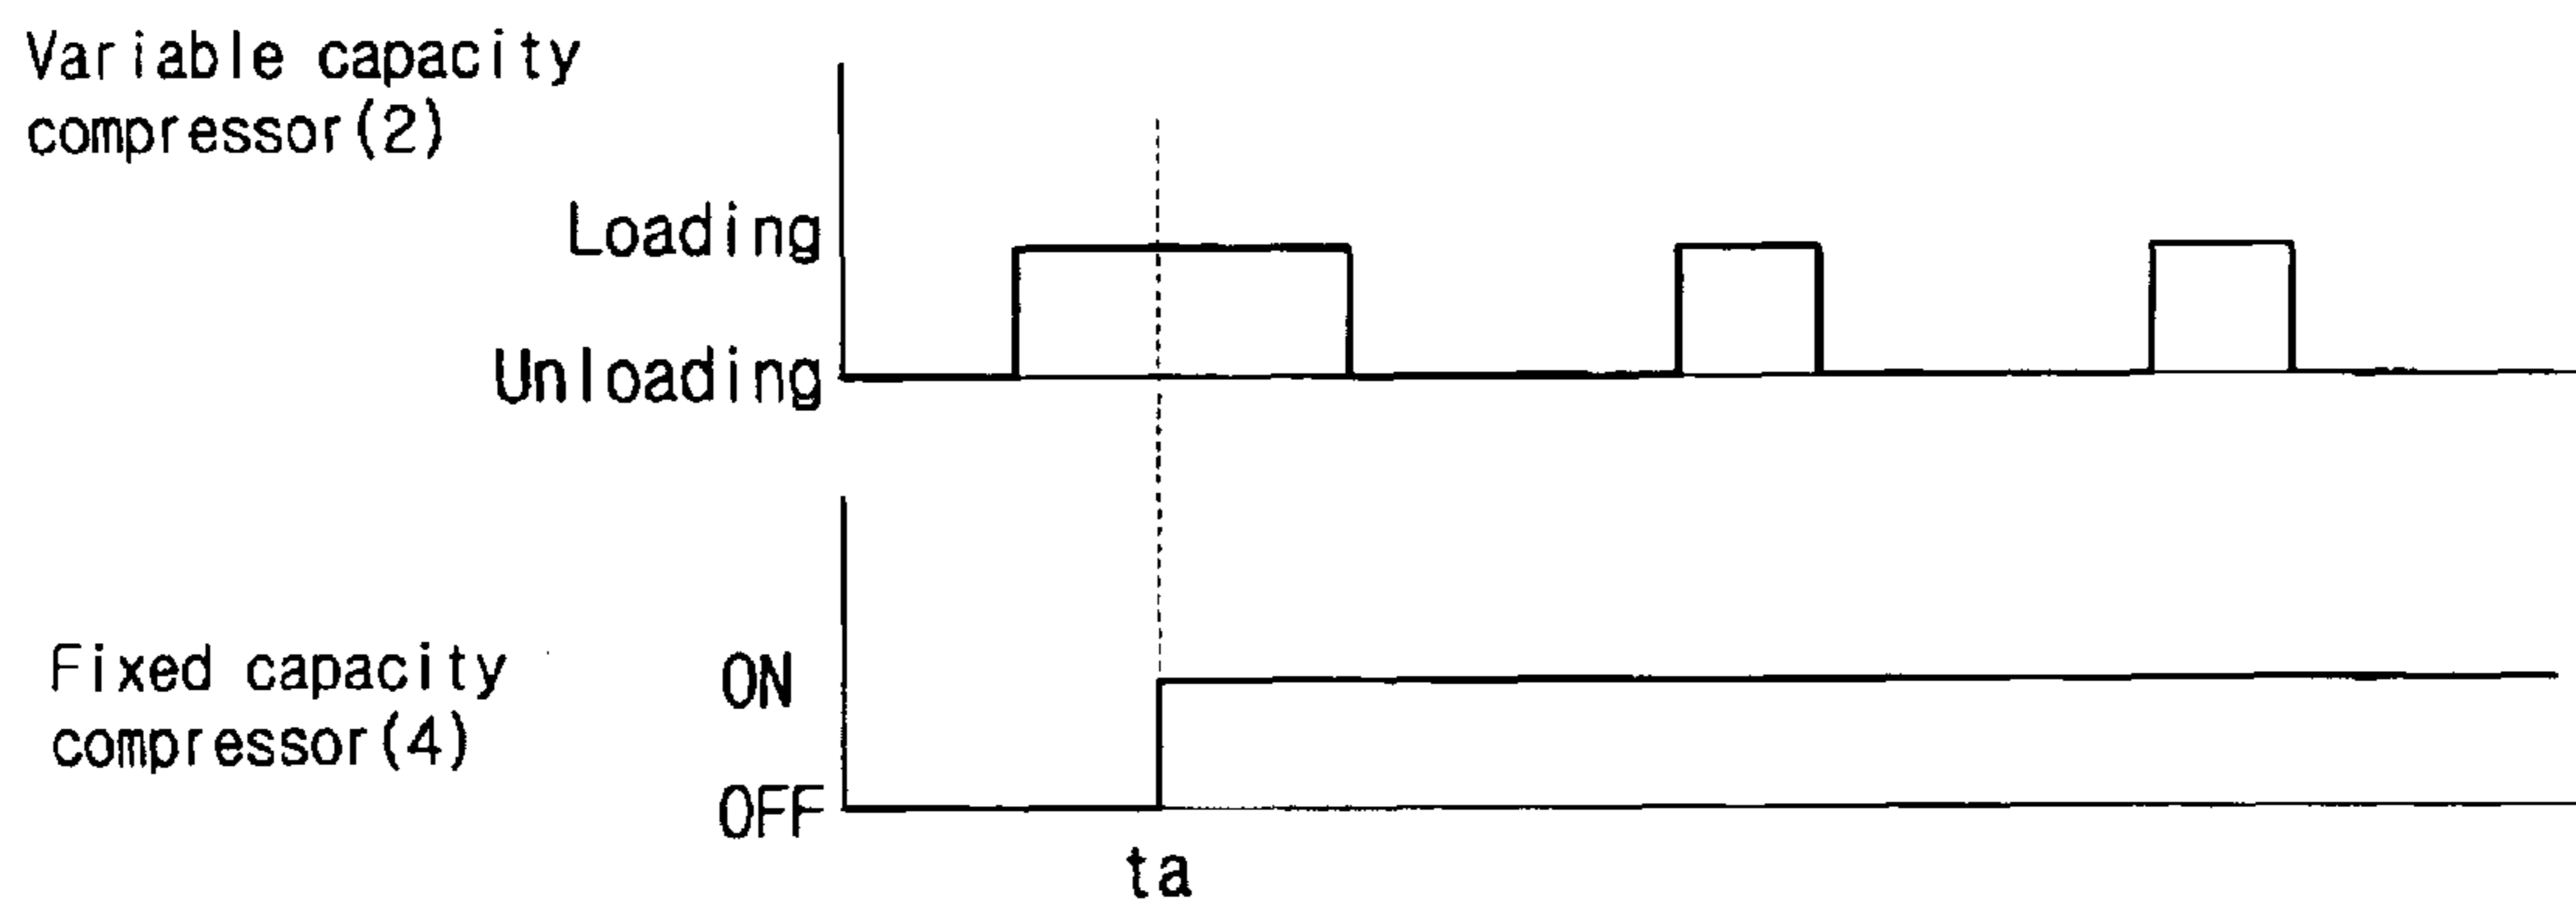 Variable capacity
compressor(2)
Loading
Unloading
Fixed capacity
compressor(4)
ON
OFF
ta